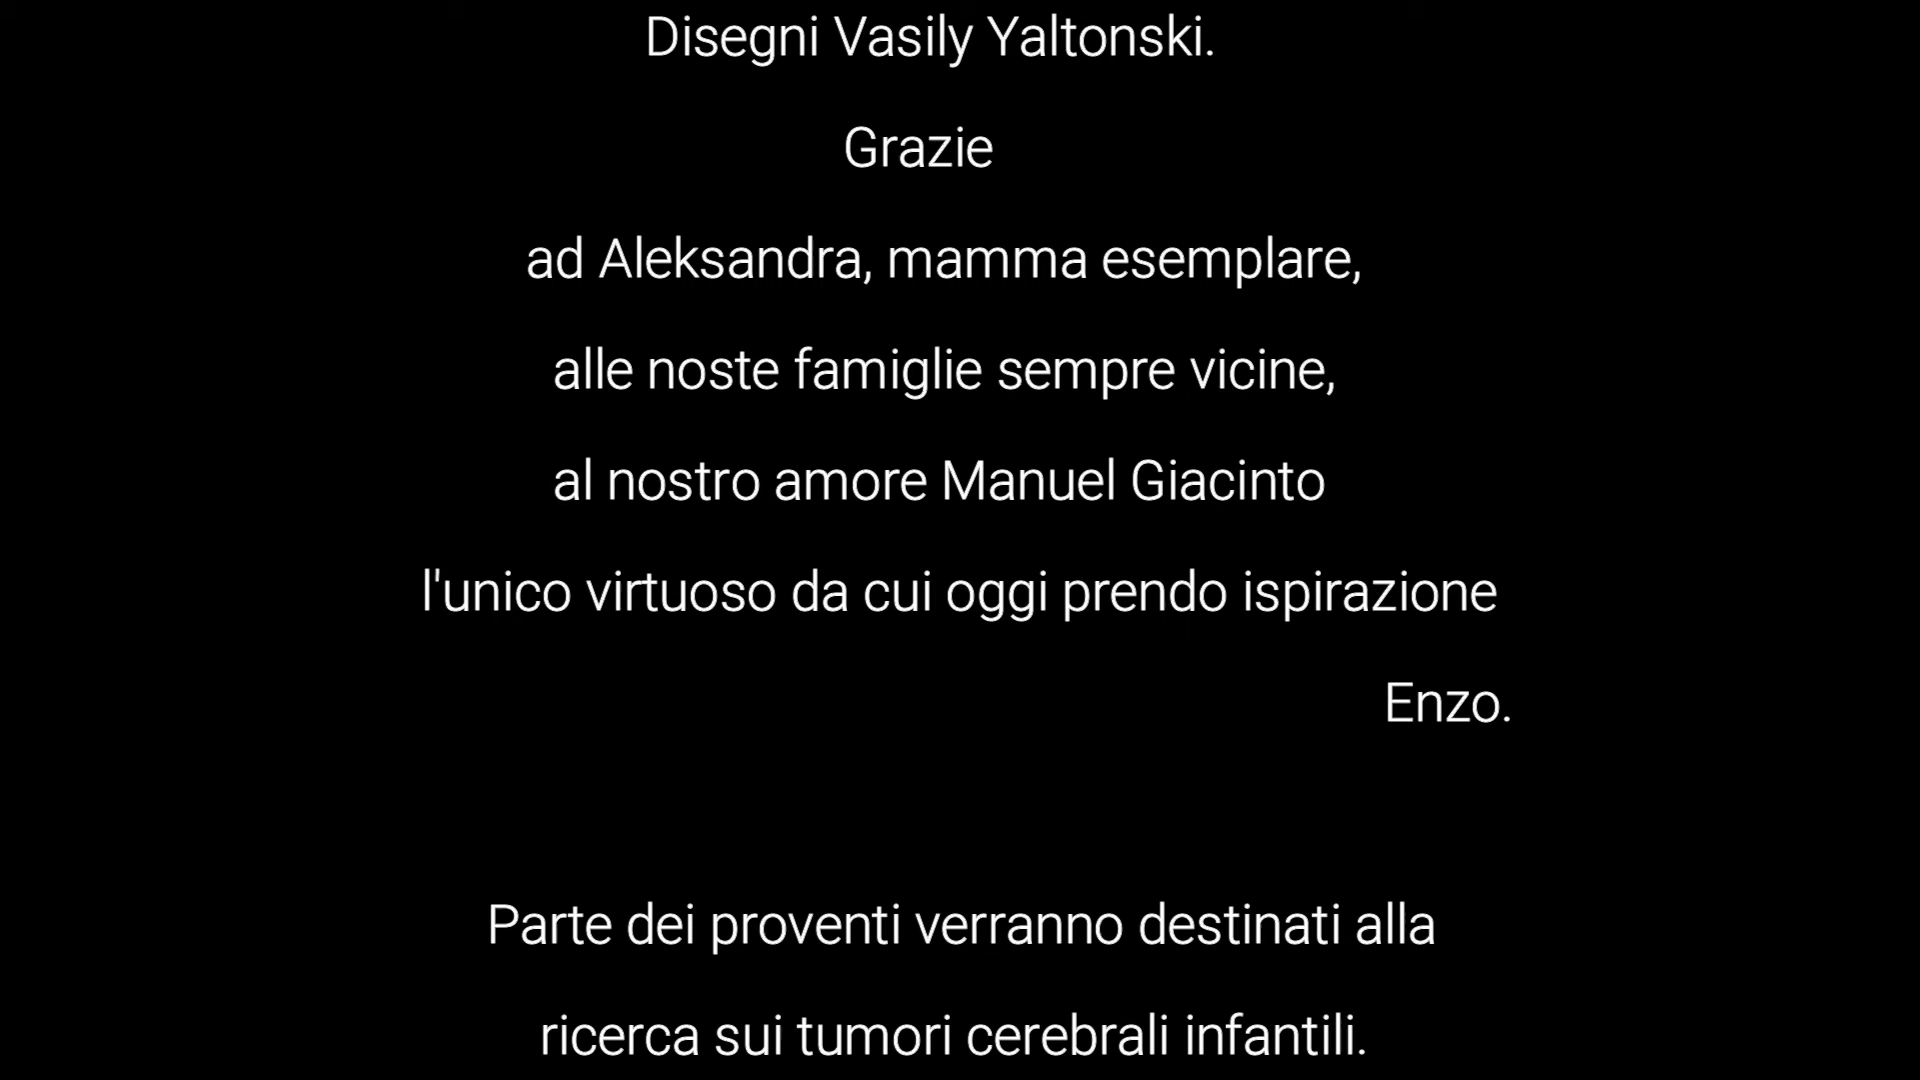 Disegni Vasily Yaltonski.
Grazie
ad Aleksandra, mamma esemplare,
alle noste famiglie sempre vicine,
al nostro amore Manuel Giacinto
l'unico virtuoso da cui oggi prendo ispirazione
Enzo.
Parte dei proventi verranno destinati alla
ricerca sui tumori cerebrali infantili.